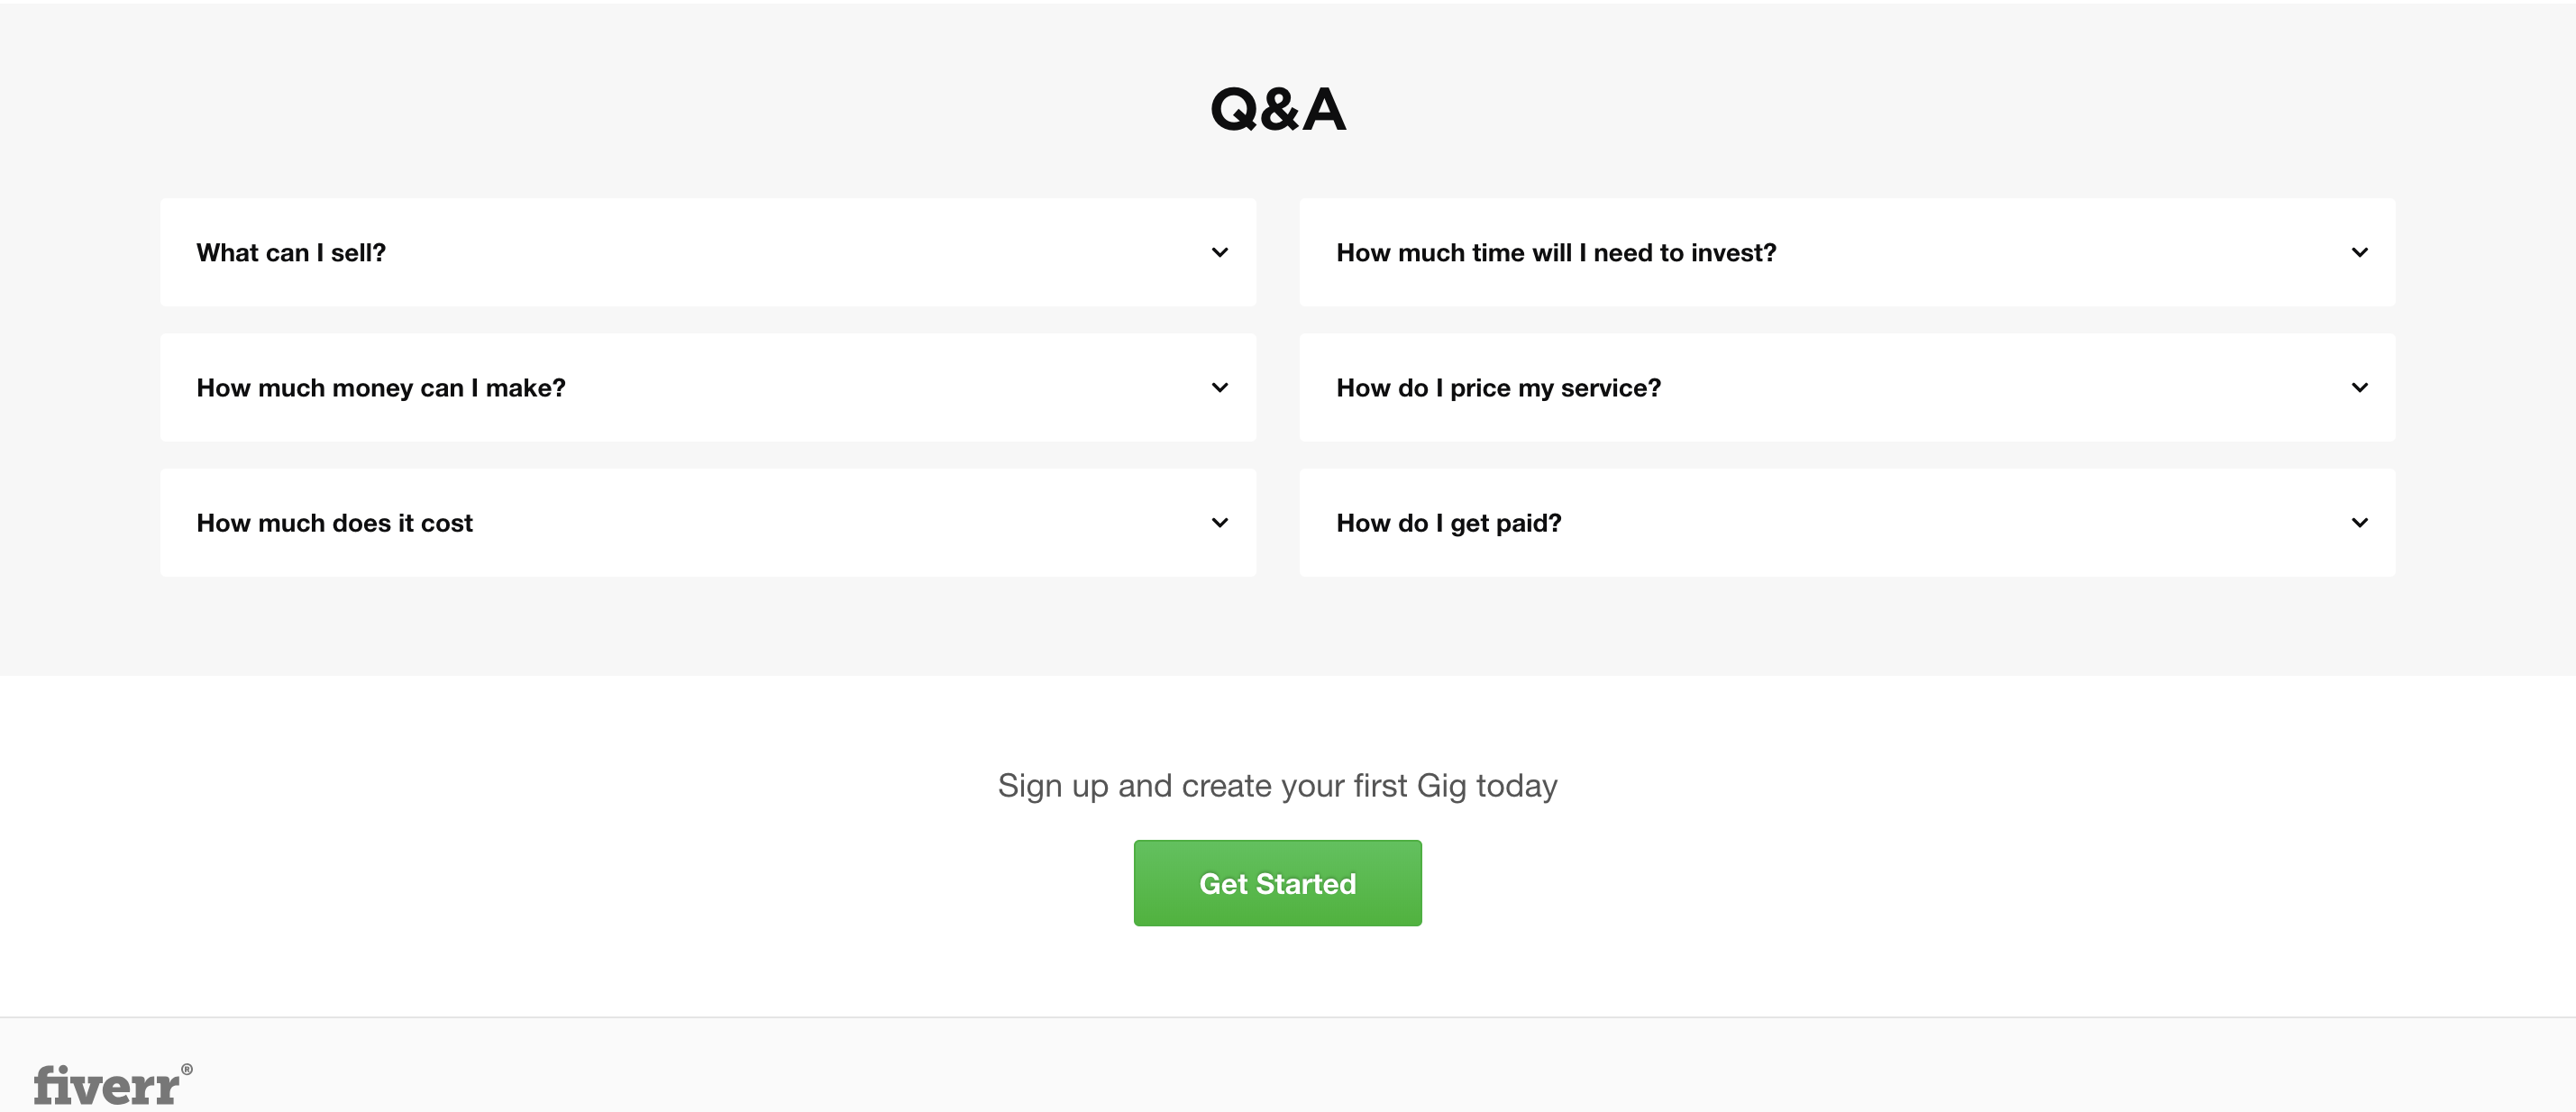 Q&A
What can I sell?
How much time will I need to invest?
How much money can I make?
How do I price my service?
How much does it cost
How do I get paid?
Sign up and create your first Gig today
Get Started
fiverr®